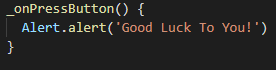 _onPressButton() {
  Alert.alert('Good Luck To You!')
}